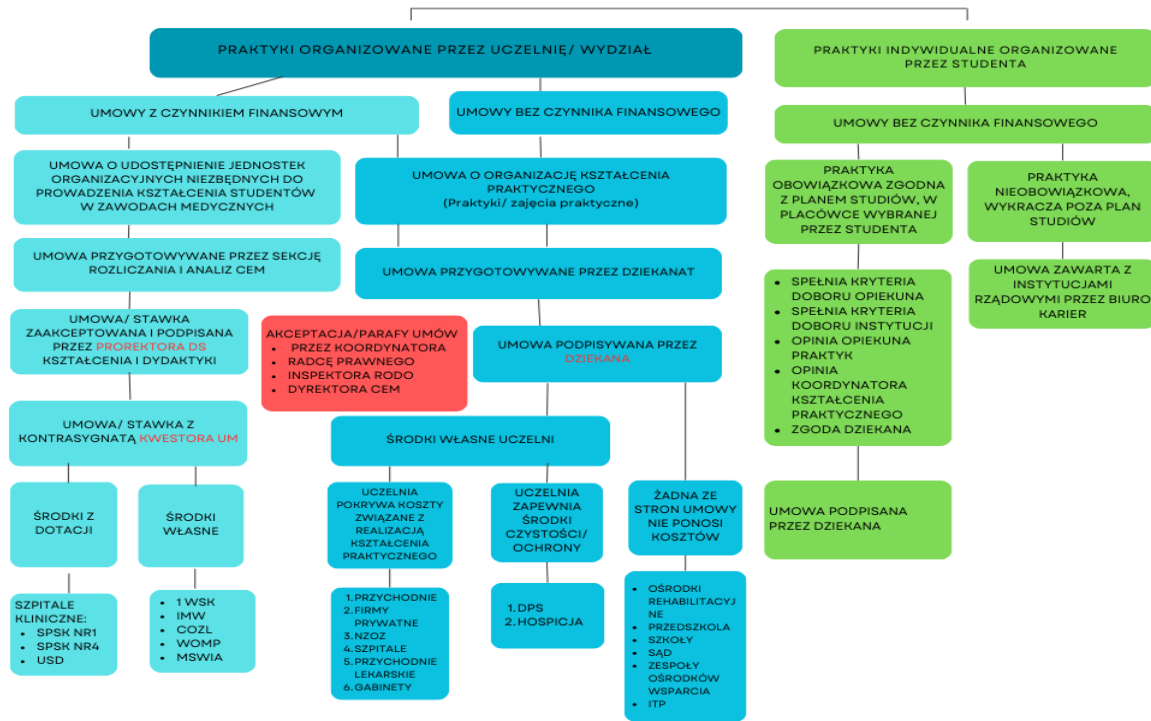 PRAKTYKI ORGANIZOWANE PRZEZ UCZELNIĘ/ WYDZIAŁ
PRAKTYKI INDYWIDUALNE ORGANIZOWANE
PRZEZ STUDENTA
UMOWY Z CZYNNIKIEM FINANSOWYM
UMOWY BEZ CZYNNIKA FINANSOWEGO
UMOWY BEZ CZYNNIKA FINANSOWEGO
UMOWA O UDOSTĘPNIENIE JEDNOSTEK
ORGANIZACYJNYCH NIEZBĘDNYCH DO
PROWADZENIA KSZTAŁCENIA STUDENTÓW
W ZAWODACH MEDYCZNYCH
UMOWA O ORGANIZACJĘ KSZTAŁCENIA
PRAKTYCZNEGO
(Praktyki/ zajęcia praktyczne)
PRAKTYKA
OBOWIĄZKOWA ZGODNA
Z PLANEM STUDIÓW, W
PLACÓWCE WYBRANEJ
PRZEZ STUDENTA
PRAKTYKA
NIEOBOWIĄZKOWA,
WYKRACZA POZA PLAN
STUDIÓW
UMOWA PRZYGOTOWYWANE PRZEZ SEKCJĘ
ROZLICZANIA I ANALIZ CEM
UMOWA PRZYGOTOWYWANE PRZEZ DZIEKANAT
UMOWA ZAWARTA Z
INSTYTUCJAMI
RZĄDOWYMI PRZEZ BIURO
KARIER
• SPEŁNIA KRYTERIA
DOBORU OPIEKUNA
• SPEŁNIA KRYTERIA
DOBORU INSTYTUCJI
• OPINIA OPIEKUNA
PRAKTYK
• OPINIA
KOORDYNATORA
KSZTAŁCENIA
PRAKTYCZNEGO
• ZGODA DZIEKANA
UMOWA/ STAWKA
ZAAKCEPTOWANA I PODPISANA
PRZEZ PROREKTORA DS
KSZTAŁCENIA I DYDAKTYKI
AKCEPTACJA/PARAFY UMÓW
• PRZEZ KOORDYNATORA
• RADCĘ PRAWNEGO
• INSPEKTORA RODO
• DYREKTORA CEM
UMOWA PODPISYWANA PRZEZ
DZIEKANA
UMOWA/ STAWKA Z
KONTRASYGNATĄ KWESTORA UM
ŚRODKI WŁASNE UCZELNI
ŚRODKI Z
DOTACJI
ŚRODKI
WŁASNE
UCZELNIA
POKRYWA KOSZTY
ZWIĄZANE Z
REALIZACJĄ
KSZTAŁCENIA
PRAKTYCZNEGO
UCZELNIA
ZAPEWNIA
ŚRODKI
CZYSTOŚCI/
OCHRONY
ŻADNA ZE
STRON UMOWY
NIE PONOSI
KOSZTÓW
UMOWA PODPISANA
PRZEZ DZIEKANA
SZPITALE
KLINICZNE:
• SPSK NR1
• SPSK NR4
• USD
• 1 WSK
• IMW
• COZL
• WOMP
• MSWIA
1. PRZYCHODNIE
2. FIRMY
PRYWATNE
3. NZOZ
4. SZPITALE
5. PRZYCHODNIE
LEKARSKIE
6. GABINETY
1. DPS
2. HOSPICJA
• OŚRODKI
REHABILITACYJ
NE
• PRZEDSZKOLA
• SZKOŁY
• SĄD
• ZESPOŁY
OŚRODKÓW
WSPARCIA
• ITP